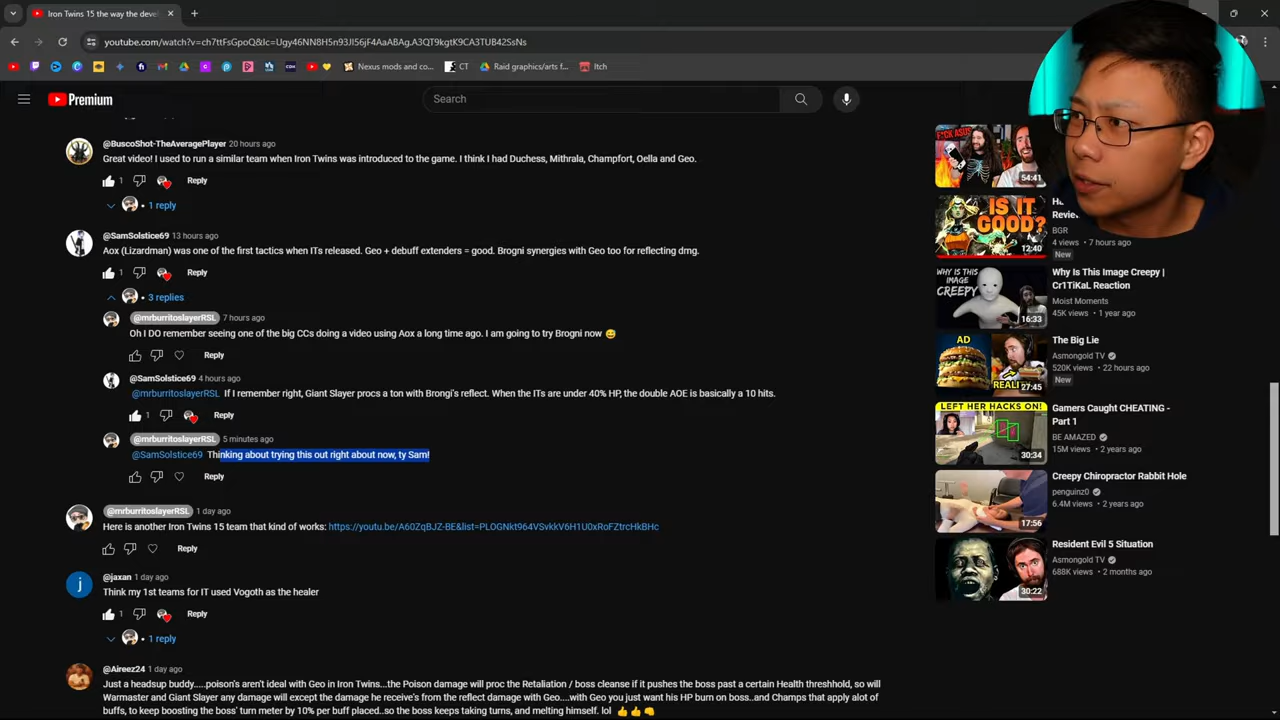 Iron Twins 15 the way the deve
youtube.com/watch?v=ch7ttFsGpoQ&lc=Ugy46NN8H5n93JI56jF4AaABAg.A3QT9kgtK9CA3TUB42SsNs
Nexus mods and co...
CT
Raid graphics/arts f...
Itch
Premium
Search
@BuscoShot-TheAveragePlayer 20 hours ago
Great video! I used to run a similar team when Iron Twins was introduced to the game. I think I had Duchess, Mithrala, Champfort, Oella and Geo.
1 Reply
1 reply
@SamSolstice69 13 hours ago
Aox (Lizardman) was one of the first tactics when ITs released. Geo + debuff extenders = good. Brogni synergies with Geo too for reflecting dmg.
1 Reply
3 replies
@mrburritoslayerRSL 7 hours ago
Oh I DO remember seeing one of the big CCs doing a video using Aox a long time ago. I am going to try Brogni now 😅
Reply
@SamSolstice69 4 hours ago
@mrburritoslayerRSL If I remember right, Giant Slayer procs a ton with Brongi's reflect. When the ITs are under 40% HP, the double AOE is basically a 10 hits.
1 Reply
@mrburritoslayerRSL 5 minutes ago
@SamSolstice69 Thinking about trying this out right about now, ty Sam!
Reply
@mrburritoslayerRSL 1 day ago
Here is another Iron Twins 15 team that kind of works: https://youtu.be/A60ZqBJZ-BE&list=PLOGNkt964VSvkkV6H1U0xRoFZtrcHkBHc
Reply
j
@jaxan 1 day ago
Think my 1st teams for IT used Vogoth as the healer
1 Reply
1 reply
@Aireez24 1 day ago
Just a headsup buddy.....poison's aren't ideal with Geo in Iron Twins...the Poison damage will proc the Retaliation / boss cleanse if it pushes the boss past a certain Health threshhold, so will
Warmaster and Giant Slayer any damage will except the damage he receive's from the reflect damage with Geo....with Geo you just want his HP burn on boss..and Champs that apply alot of
buffs, to keep boosting the boss' turn meter by 10% per buff placed..so the boss keeps taking turns, and melting himself. lol 👍👍👊
F*CK ASUS
54:41
IS IT
GOOD?
12:40
Revie
BGR
4 views • 7 hours ago
New
WHY IS THIS
IMAGE
CREEPY
16:33
Why Is This Image Creepy |
Cr1TiKaL Reaction
Moist Moments
45K views • 1 year ago
AD
REALI
27:45
The Big Lie
Asmongold TV
520K views • 22 hours ago
New
LEFT HER HACKS ON!
30:34
Gamers Caught CHEATING -
Part 1
BE AMAZED
45M views • 2 years ago
17:56
Creepy Chiropractor Rabbit Hole
penguinz0
6.4M views • 2 years ago
30:22
Resident Evil 5 Situation
Asmongold TV
688K views • 2 months ago